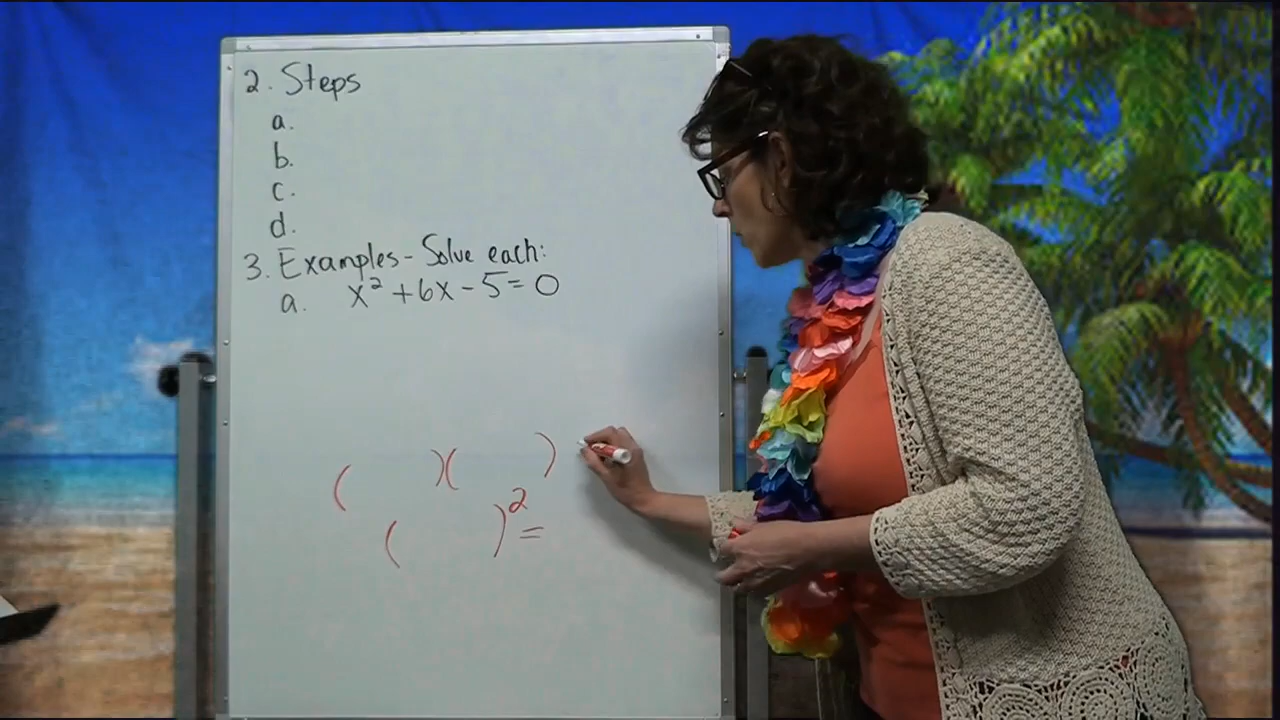 2. Steps
a.
b.
c.
d.
3. Examples - Solve each:
a. x² + 6x - 5 = 0
( )( )
( )² =